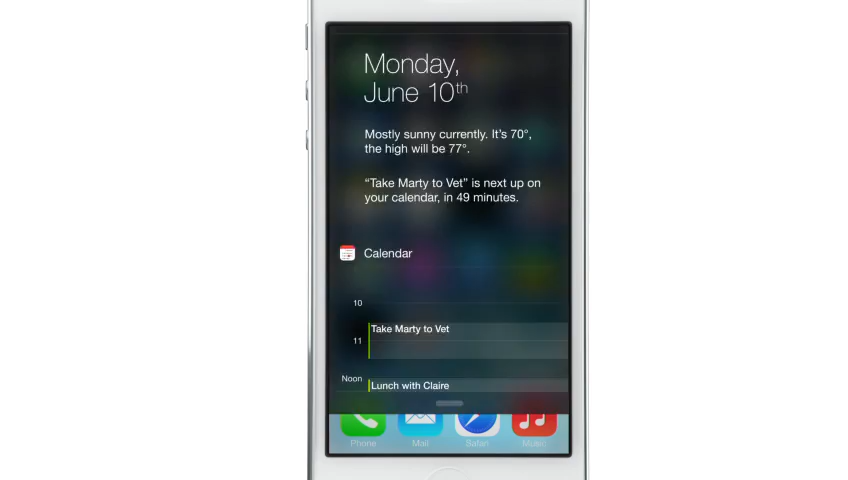 Monday,
June 10th
Mostly sunny currently. It's 70°,
the high will be 77°.
“Take Marty to Vet” is next up on
your calendar, in 49 minutes.
Calendar
10
Take Marty to Vet
11
Noon
Lunch with Claire
Phone
Mail
Safari
Music